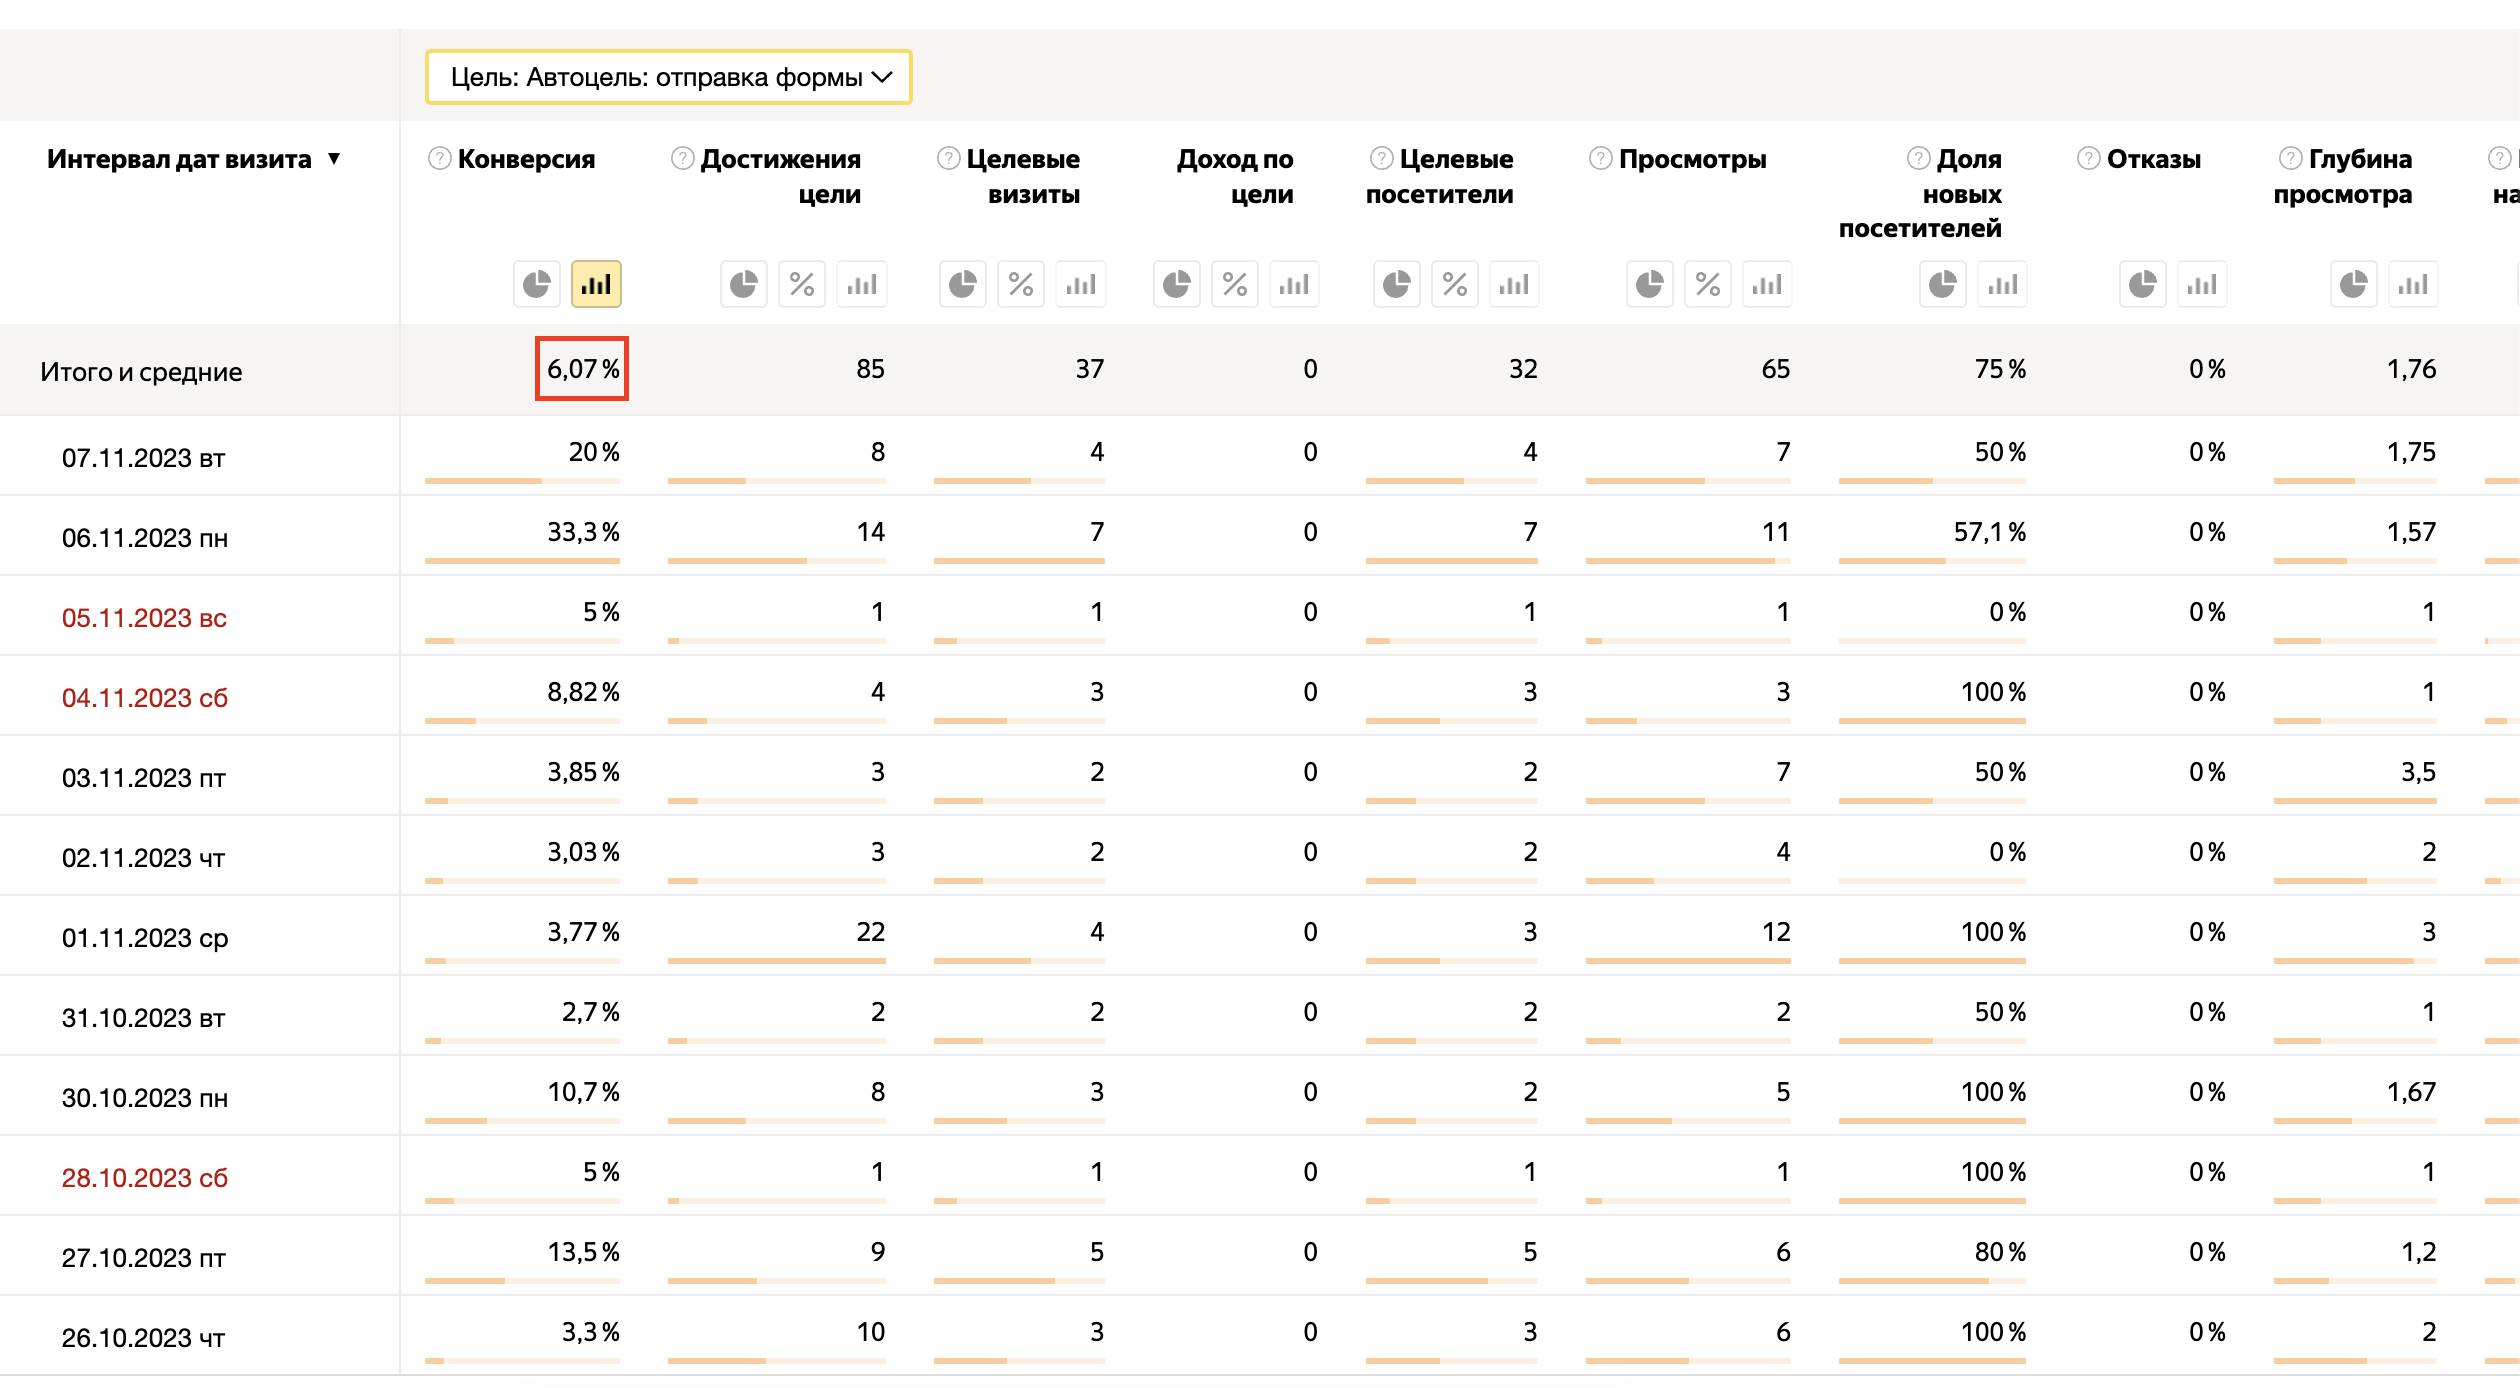 Цель: Автоцель: отправка формы
Интервал дат визита ▼ Конверсия Достижения цели Целевые визиты Доход по цели Целевые посетители Просмотры Доля новых посетителей Отказы Глубина просмотра на
Итого и средние 6,07 % 85 37 0 32 65 75 % 0 % 1,76
07.11.2023 вт 20 % 8 4 0 4 7 50 % 0 % 1,75
06.11.2023 пн 33,3 % 14 7 0 7 11 57,1 % 0 % 1,57
05.11.2023 вс 5 % 1 1 0 1 1 0 % 0 % 1
04.11.2023 сб 8,82 % 4 3 0 3 3 100 % 0 % 1
03.11.2023 пт 3,85 % 3 2 0 2 7 50 % 0 % 3,5
02.11.2023 чт 3,03 % 3 2 0 2 4 0 % 0 % 2
01.11.2023 ср 3,77 % 22 4 0 3 12 100 % 0 % 3
31.10.2023 вт 2,7 % 2 2 0 2 2 50 % 0 % 1
30.10.2023 пн 10,7 % 8 3 0 2 5 100 % 0 % 1,67
28.10.2023 сб 5 % 1 1 0 1 1 100 % 0 % 1
27.10.2023 пт 13,5 % 9 5 0 5 6 80 % 0 % 1,2
26.10.2023 чт 3,3 % 10 3 0 3 6 100 % 0 % 2